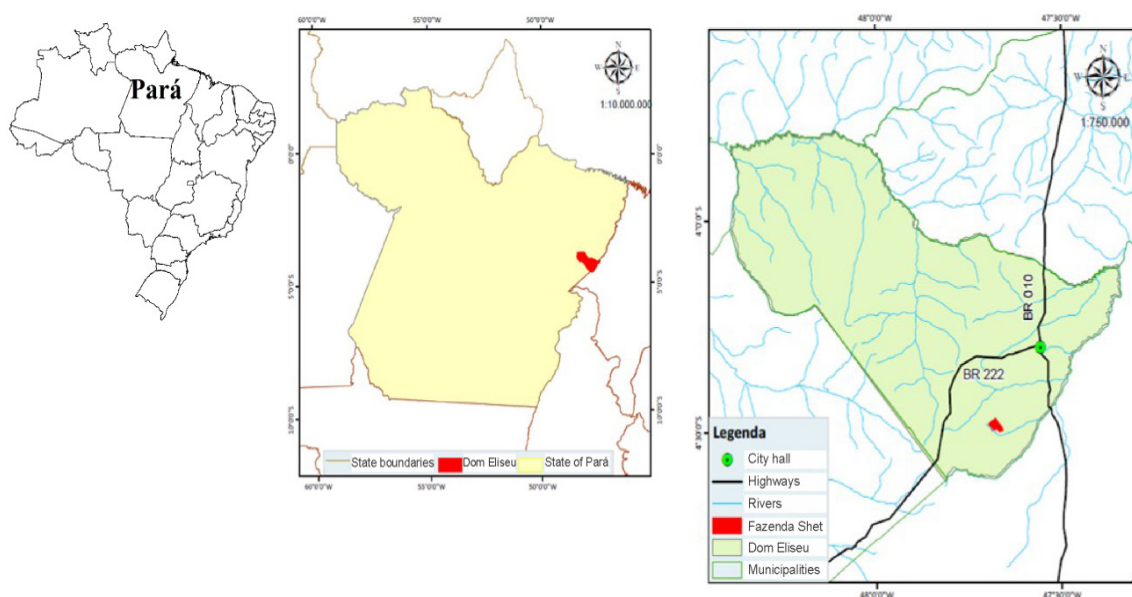 Pará
60°0'0"W 55°0'0"W 50°0'0"W
N
W E
S
1:10.000.000
0°0'0"
5°0'0"S
10°0'0"S
0°0'0"
5°0'0"S
10°0'0"S
State boundaries Dom Eliseu State of Pará
60°0'0"W 55°0'0"W 50°0'0"W
48°0'0"W 47°30'0"W
N
W E
S
1:750.000
4°0'0"S
4°30'0"S
BR 010
BR 222
Legenda
City hall
Highways
Rivers
Fazenda Shet
Dom Eliseu
Municipalities
48°0'0"W 47°30'0"W